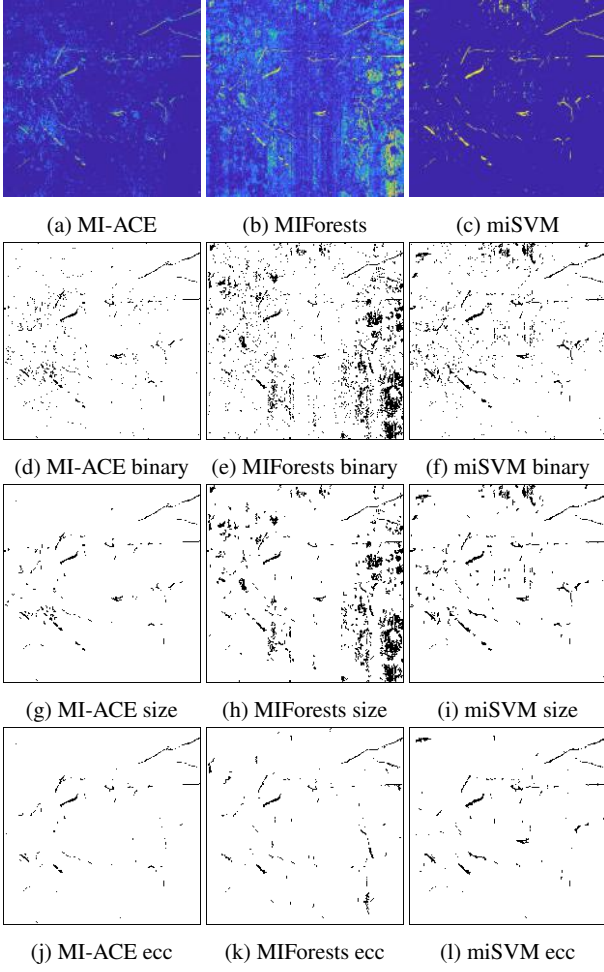 (a) MI-ACE (b) MIForests (c) miSVM
(d) MI-ACE binary (e) MIForests binary (f) miSVM binary
(g) MI-ACE size (h) MIForests size (i) miSVM size
(j) MI-ACE ecc (k) MIForests ecc (l) miSVM ecc